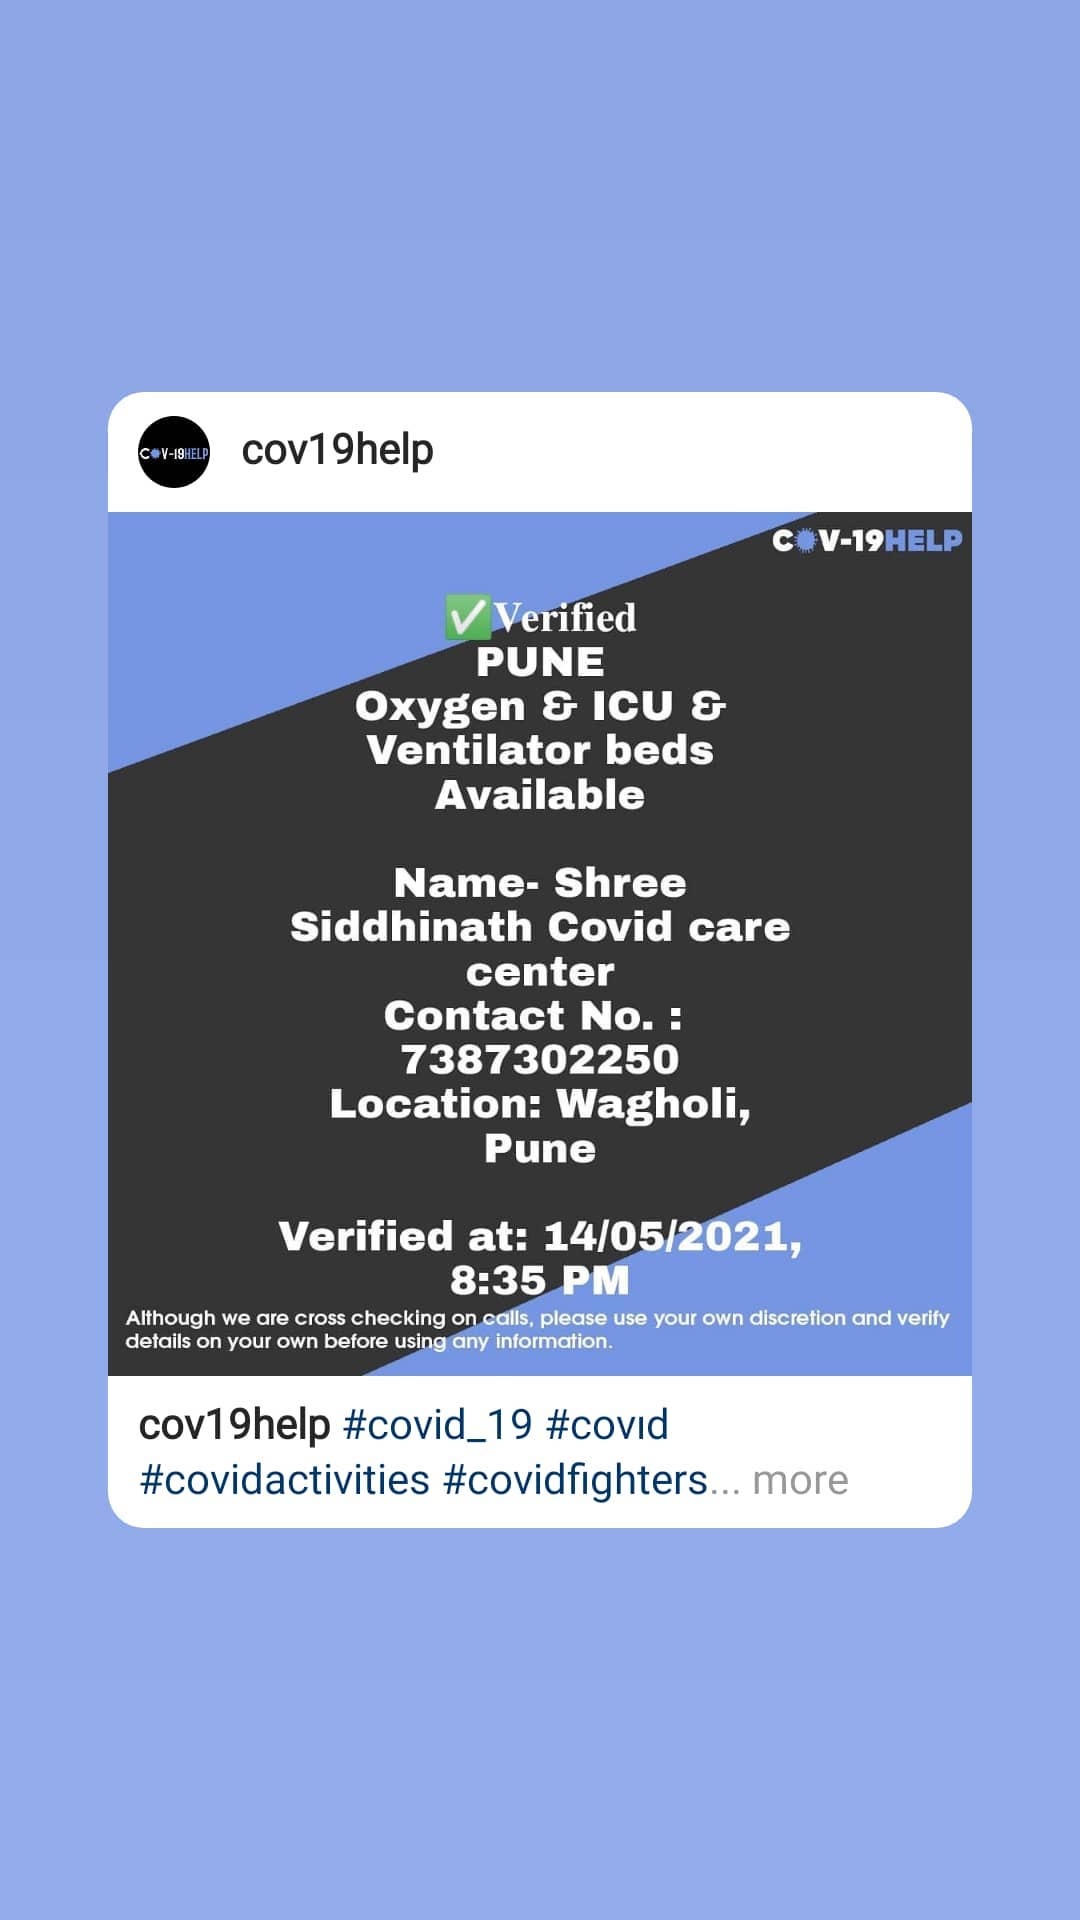 COV-19HELP
cov19help
COV-19HELP
✅Verified
PUNE
Oxygen & ICU &
Ventilator beds
Available
Name- Shree
Siddhinath Covid care
center
Contact No. :
7387302250
Location: Wagholi,
Pune
Verified at: 14/05/2021,
8:35 PM
Although we are cross checking on calls, please use your own discretion and verify
details on your own before using any information.
cov19help #covid_19 #covıd
#covidactivities #covidfighters... more